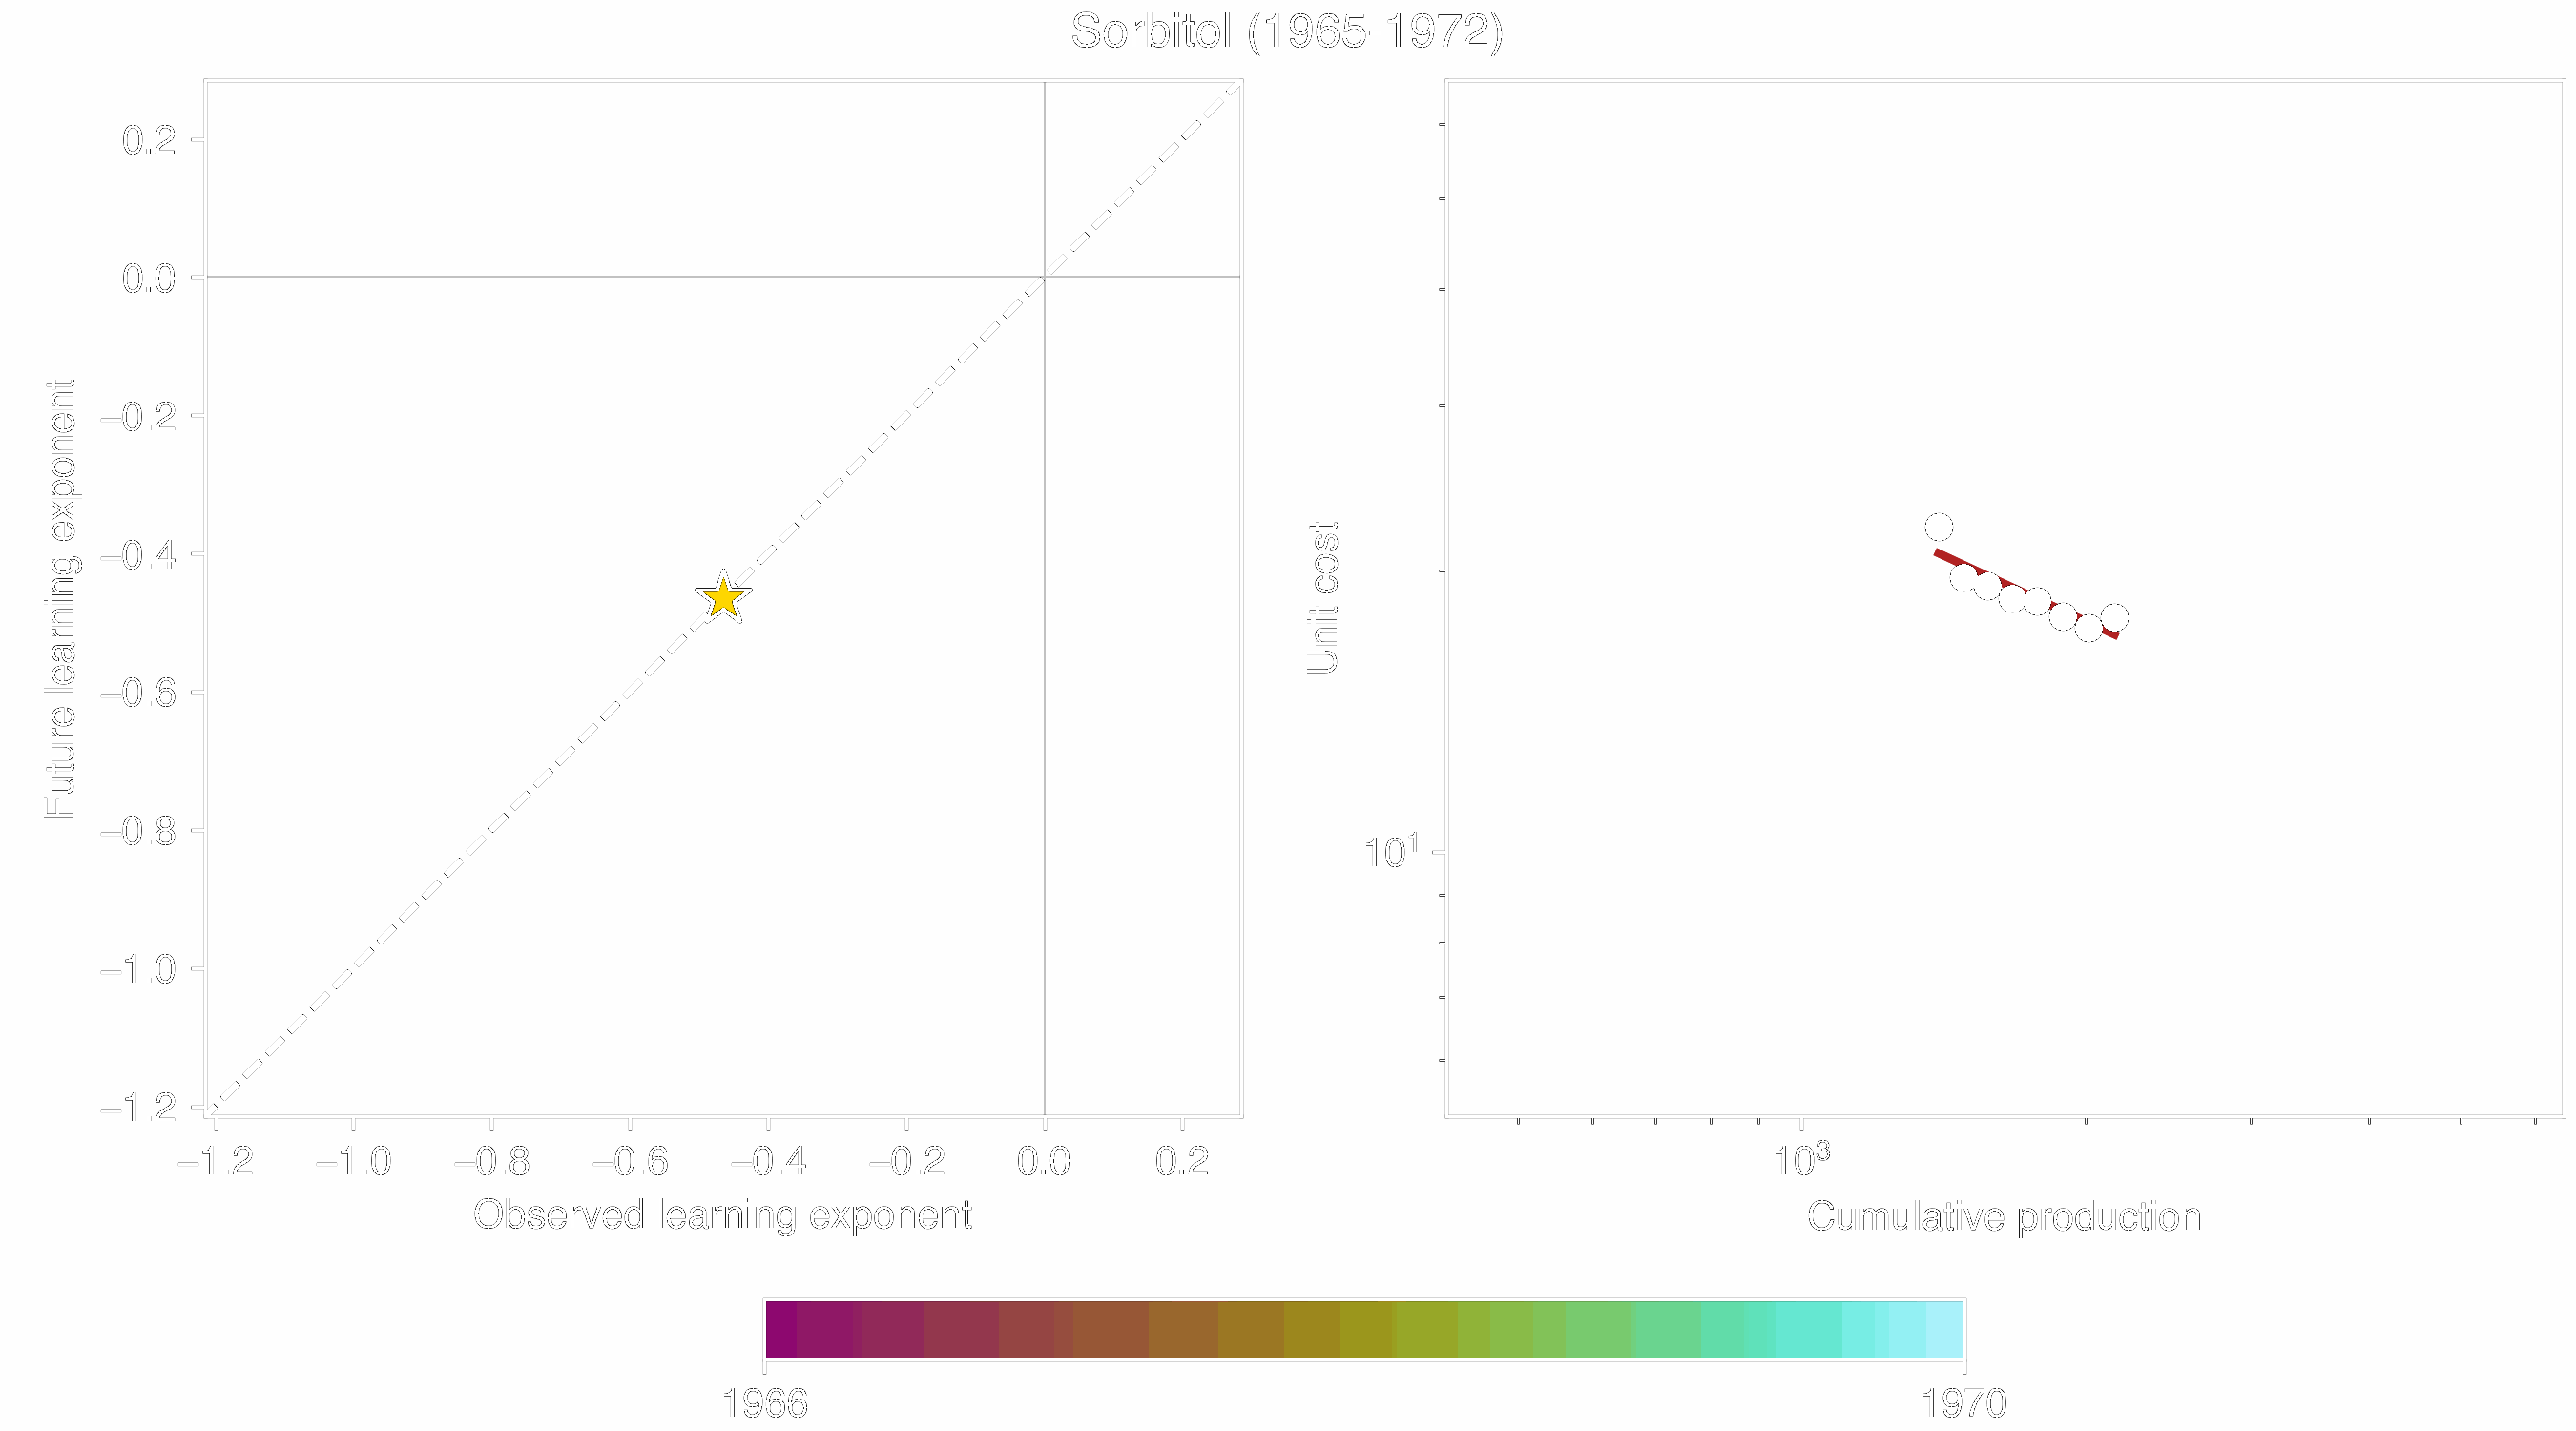 Sorbitol (1965-1972)
0.2
0.0
−0.2
−0.4
−0.6
−0.8
−1.0
−1.2
Future learning exponent
−1.2 −1.0 −0.8 −0.6 −0.4 −0.2 0.0 0.2
Observed learning exponent
Unit cost
10¹
10³
Cumulative production
1966 1970